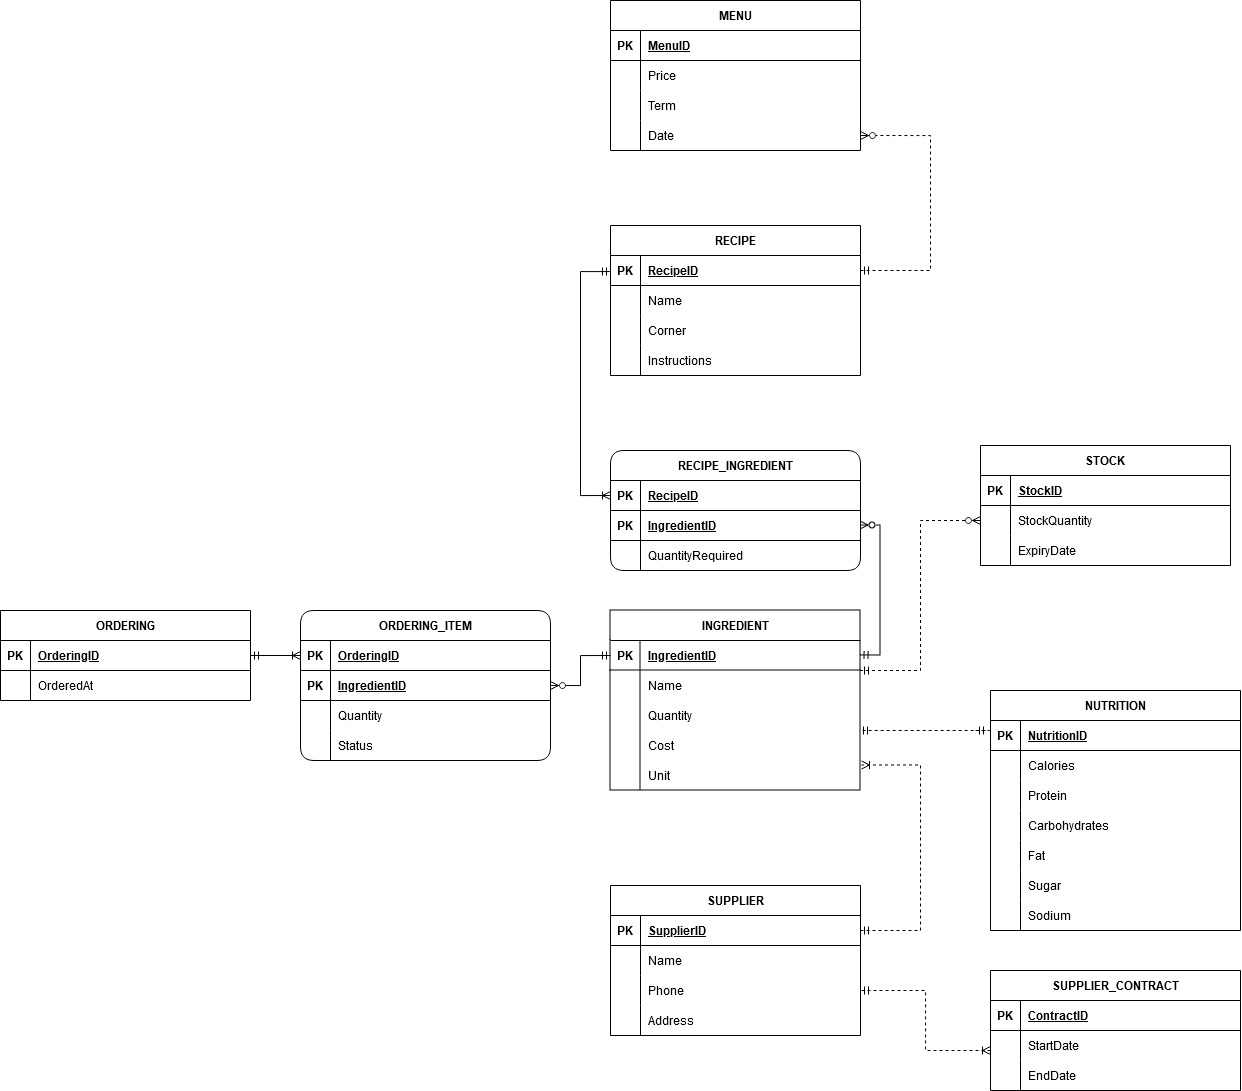 MENU
PK MenuID
Price
Term
Date
RECIPE
PK RecipeID
Name
Corner
Instructions
RECIPE_INGREDIENT
PK RecipeID
PK IngredientID
QuantityRequired
STOCK
PK StockID
StockQuantity
ExpiryDate
ORDERING
PK OrderingID
OrderedAt
ORDERING_ITEM
PK OrderingID
PK IngredientID
Quantity
Status
INGREDIENT
PK IngredientID
Name
Quantity
Cost
Unit
NUTRITION
PK NutritionID
Calories
Protein
Carbohydrates
Fat
Sugar
Sodium
SUPPLIER
PK SupplierID
Name
Phone
Address
SUPPLIER_CONTRACT
PK ContractID
StartDate
EndDate